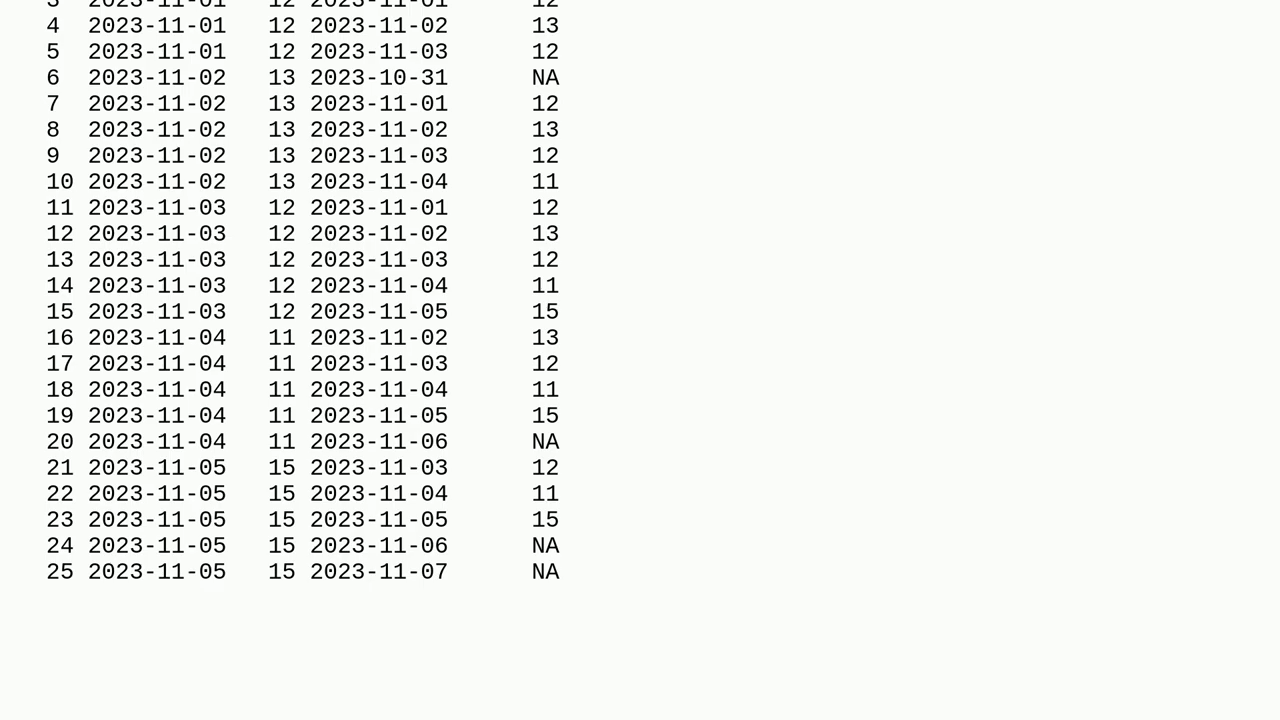 3  2023-11-01   12 2023-11-01      12
4  2023-11-01   12 2023-11-02      13
5  2023-11-01   12 2023-11-03      12
6  2023-11-02   13 2023-10-31      NA
7  2023-11-02   13 2023-11-01      12
8  2023-11-02   13 2023-11-02      13
9  2023-11-02   13 2023-11-03      12
10 2023-11-02   13 2023-11-04      11
11 2023-11-03   12 2023-11-01      12
12 2023-11-03   12 2023-11-02      13
13 2023-11-03   12 2023-11-03      12
14 2023-11-03   12 2023-11-04      11
15 2023-11-03   12 2023-11-05      15
16 2023-11-04   11 2023-11-02      13
17 2023-11-04   11 2023-11-03      12
18 2023-11-04   11 2023-11-04      11
19 2023-11-04   11 2023-11-05      15
20 2023-11-04   11 2023-11-06      NA
21 2023-11-05   15 2023-11-03      12
22 2023-11-05   15 2023-11-04      11
23 2023-11-05   15 2023-11-05      15
24 2023-11-05   15 2023-11-06      NA
25 2023-11-05   15 2023-11-07      NA